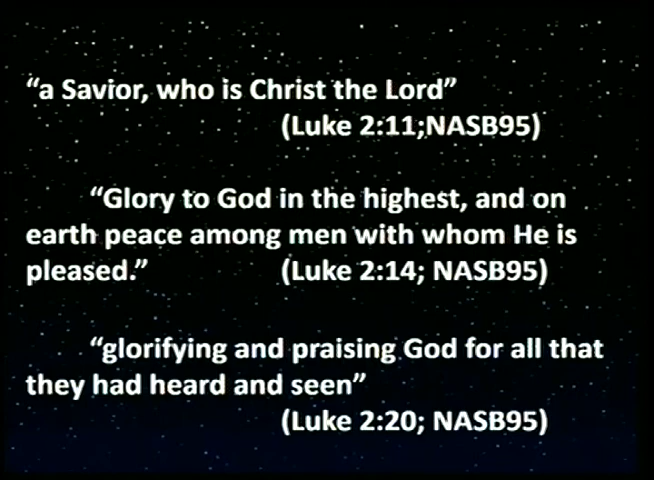 “a Savior, who is Christ the Lord”
(Luke 2:11;NASB95)
“Glory to God in the highest, and on
earth peace among men with whom He is
pleased.” (Luke 2:14; NASB95)
“glorifying and praising God for all that
they had heard and seen”
(Luke 2:20; NASB95)